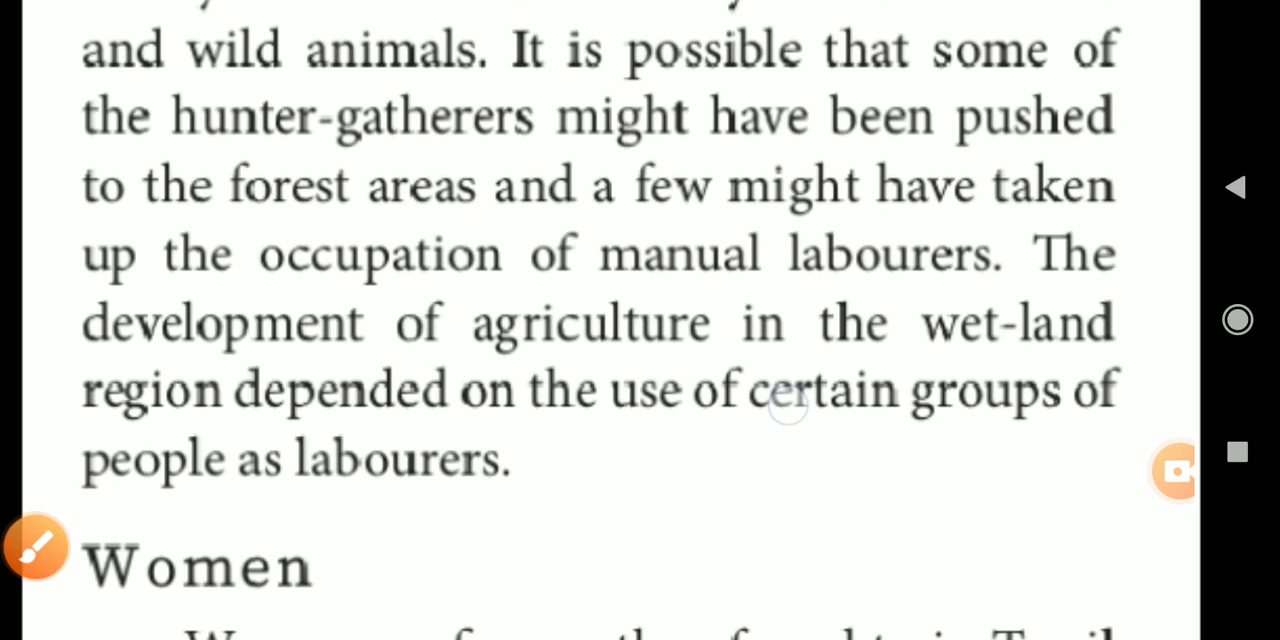 and wild animals. It is possible that some of
the hunter-gatherers might have been pushed
to the forest areas and a few might have taken
up the occupation of manual labourers. The
development of agriculture in the wet-land
region depended on the use of certain groups of
people as labourers.
Women